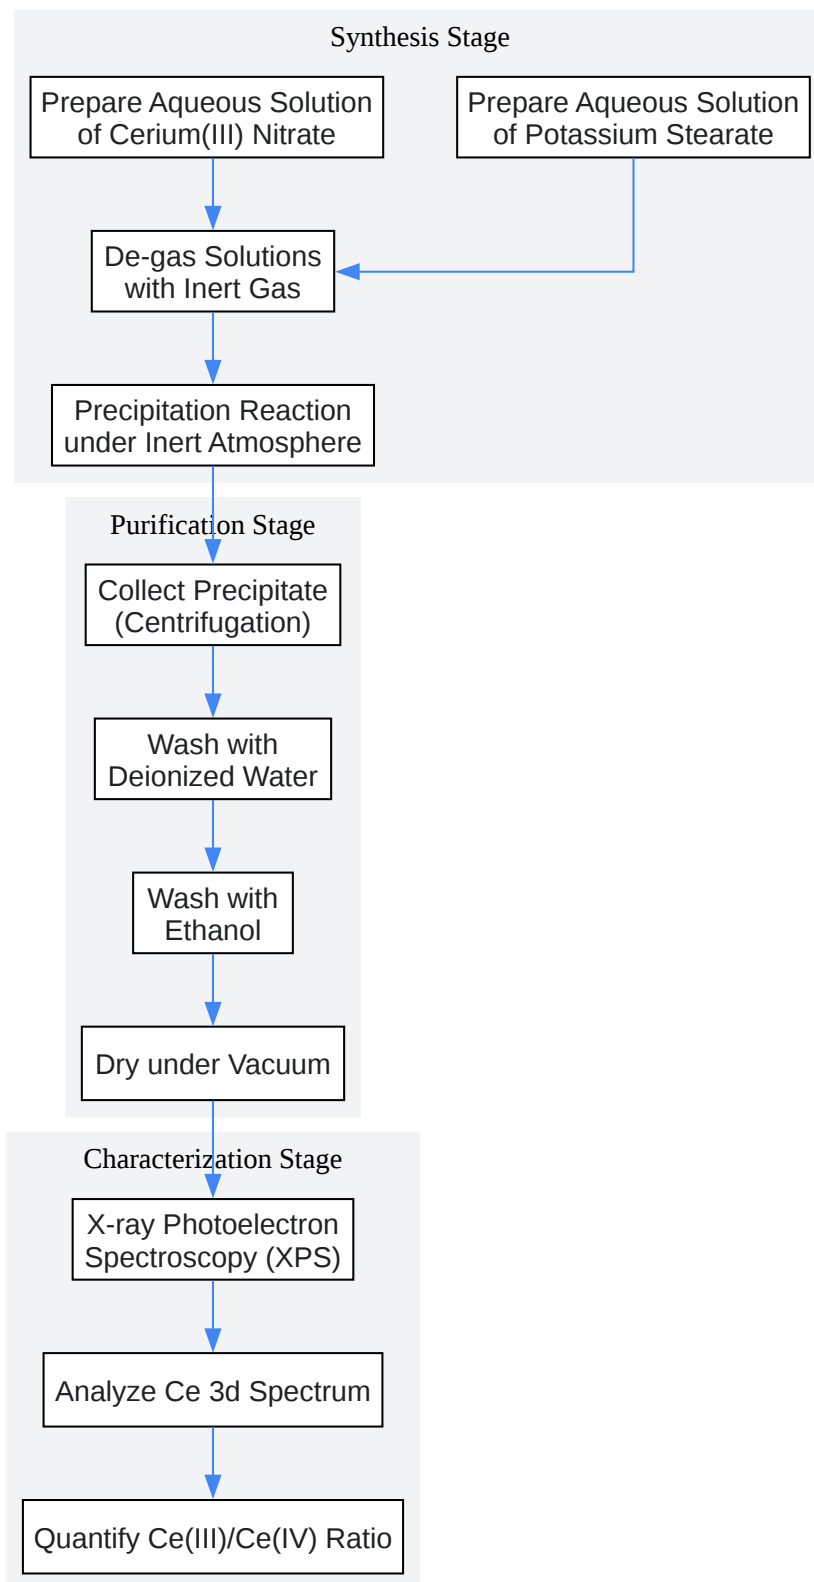 Synthesis Stage
Prepare Aqueous Solution
of Cerium(III) Nitrate
Prepare Aqueous Solution
of Potassium Stearate
De-gas Solutions
with Inert Gas
Precipitation Reaction
under Inert Atmosphere
Purification Stage
Collect Precipitate
(Centrifugation)
Wash with
Deionized Water
Wash with
Ethanol
Dry under Vacuum
Characterization Stage
X-ray Photoelectron
Spectroscopy (XPS)
Analyze Ce 3d Spectrum
Quantify Ce(III)/Ce(IV) Ratio